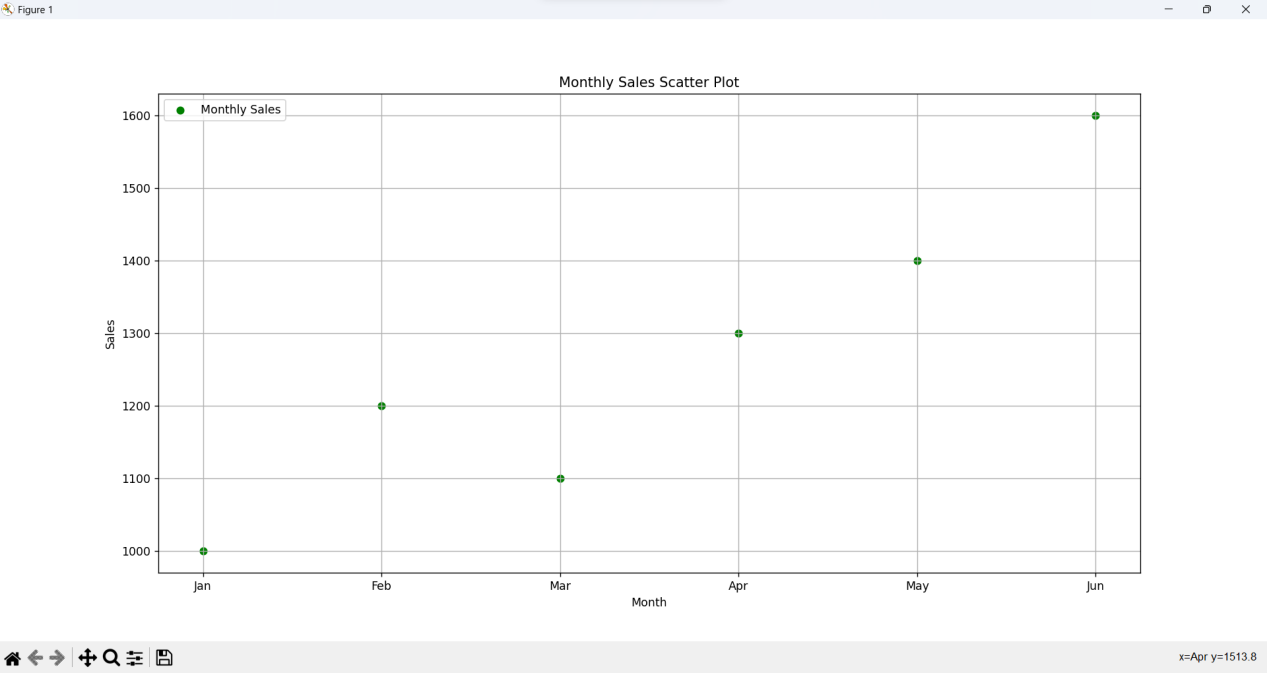 Figure 1
Monthly Sales Scatter Plot
Monthly Sales
1600
1500
1400
1300
1200
1100
1000
Sales
Jan Feb Mar Apr May Jun
Month
x=Apr y=1513.8